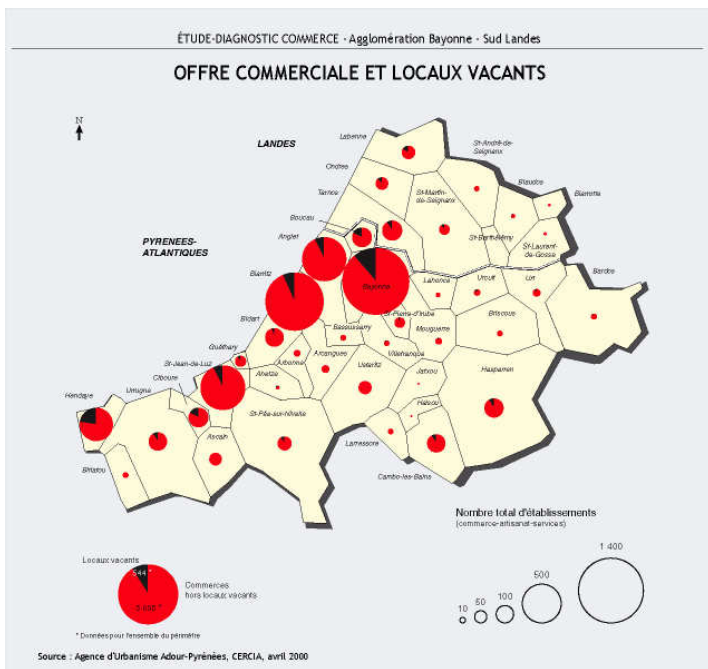 ÉTUDE-DIAGNOSTIC COMMERCE - Agglomération Bayonne - Sud Landes
OFFRE COMMERCIALE ET LOCAUX VACANTS
N
LANDES
PYRENEES-
ATLANTIQUES
Labenne
St-André-de-
Seignanx
Ondres
Tarnos
St-Martin-
de-Seignanx
Biaudos
Biarrotte
Boucau
St-Barthélémy
St-Laurent-
de-Gosse
Anglet
Biarritz
Bayonne
Lahonce
Urcuit
Urt
Bardos
Bidart
Bassussarry
St-Pierre-d'Irube
Mouguerre
Briscous
Guéthary
Arbonne
Arcangues
Villefranque
St-Jean-de-Luz
Ciboure
Ahetze
Ustaritz
Jatxou
Hasparren
Hendaye
Urrugne
Halsou
St-Pée-sur-Nivelle
Ascain
Larressore
Biriatou
Cambo-les-Bains
Nombre total d'établissements
(commerce-artisanat-services)
1 400
500
100
50
10
Locaux vacants
544 *
Commerces
hors locaux vacants
* Données pour l'ensemble du périmètre
Source : Agence d'Urbanisme Adour-Pyrénées, CERCIA, avril 2000